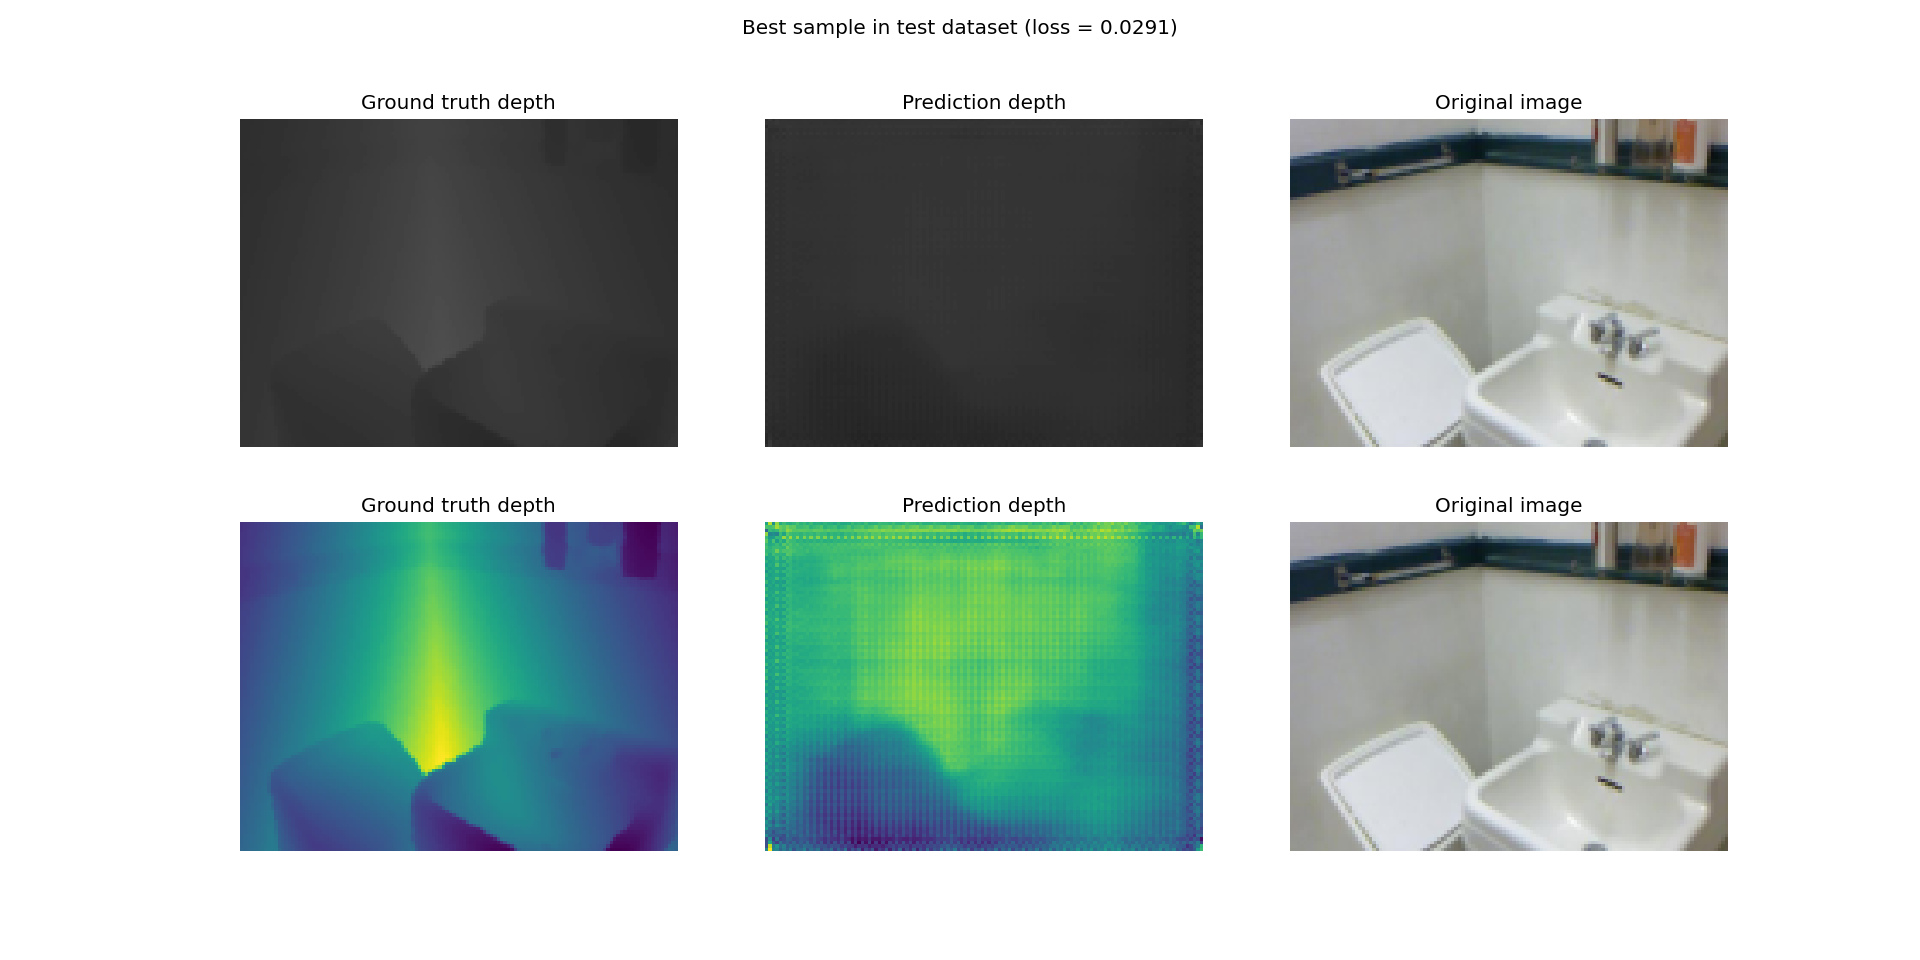 Best sample in test dataset (loss = 0.0291)
Ground truth depth
Prediction depth
Original image
Ground truth depth
Prediction depth
Original image